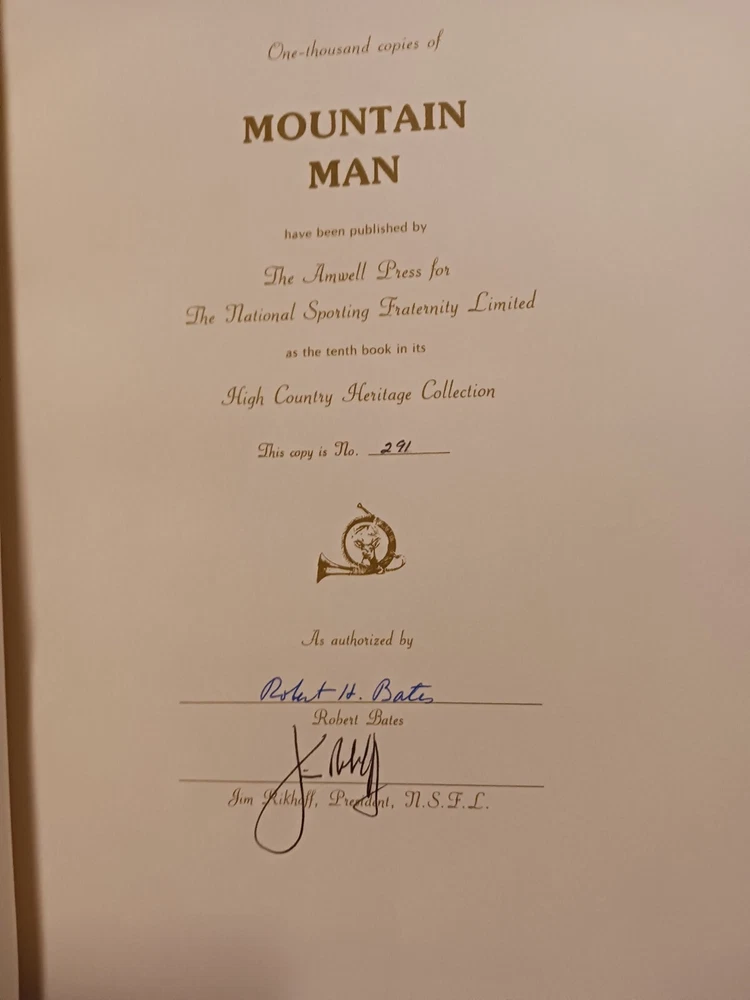 One-thousand copies of
MOUNTAIN
MAN
have been published by
The Amwell Press for
The National Sporting Fraternity Limited
as the tenth book in its
High Country Heritage Collection
This copy is No. 291
As authorized by
Robert H. Bates
Robert Bates
Jim Rikhoff
Jim Rikhoff, President, N.S.F.L.